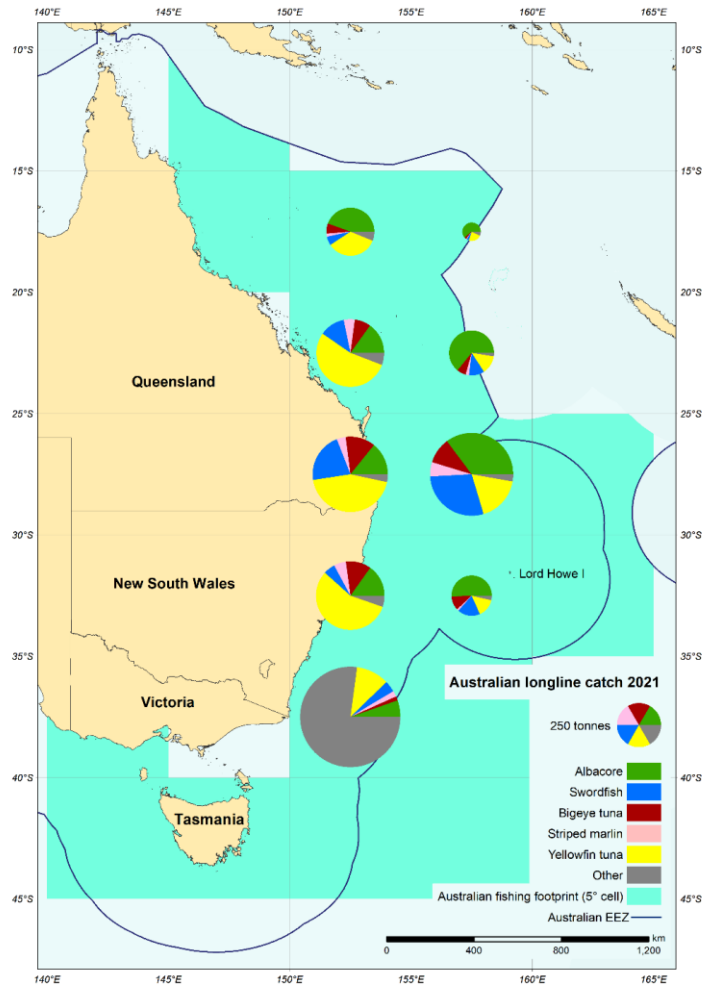 140°E 145°E 150°E 155°E 160°E 165°E
10°S 10°S
15°S 15°S
20°S 20°S
Queensland
25°S 25°S
30°S 30°S
Lord Howe I
New South Wales
35°S 35°S
Australian longline catch 2021
Victoria
250 tonnes
Albacore
40°S
Swordfish
Bigeye tuna
Tasmania
Striped marlin
Yellowfin tuna
Other
45°S
Australian fishing footprint (5° cell)
Australian EEZ
km
0 400 800 1,200
140°E 145°E 150°E 155°E 160°E 165°E